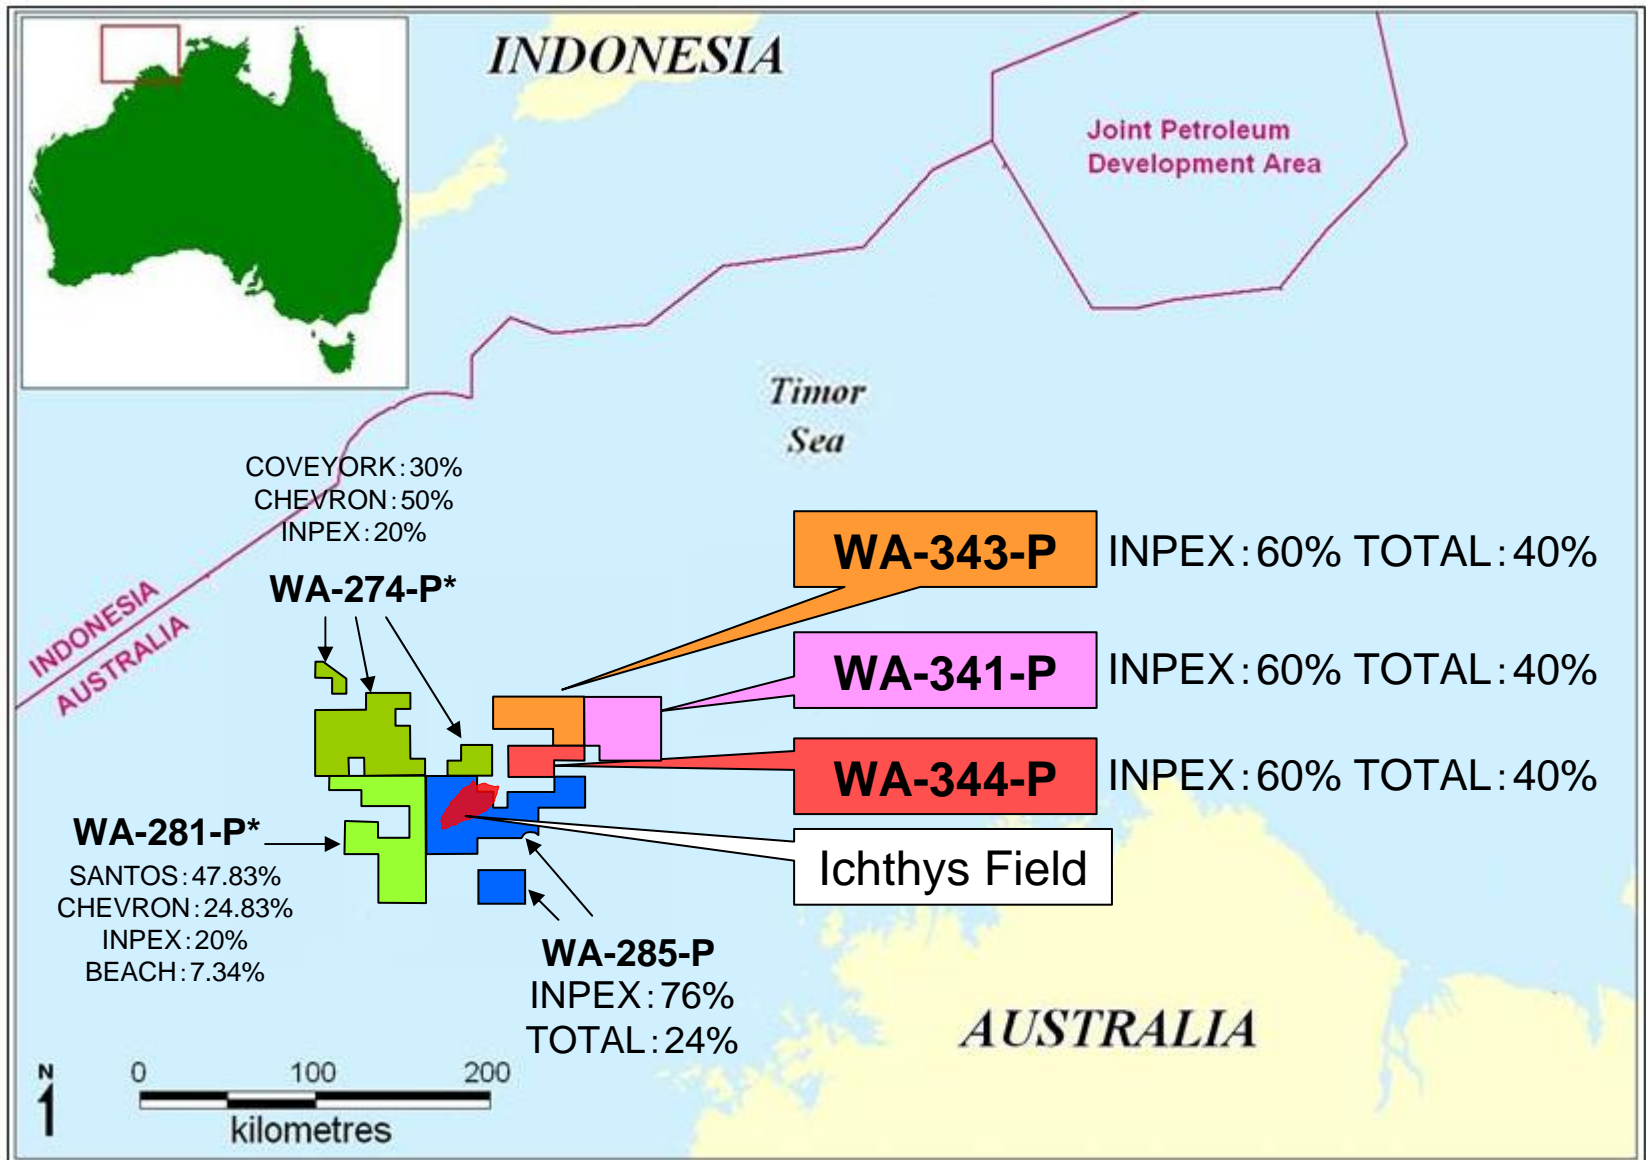 INDONESIA
Joint Petroleum
Development Area
Timor
Sea
COVEYORK:30%
CHEVRON:50%
INPEX:20%
WA-274-P*
INDONESIA
AUSTRALIA
WA-343-P INPEX:60% TOTAL:40%
WA-341-P INPEX:60% TOTAL:40%
WA-344-P INPEX:60% TOTAL:40%
Ichthys Field
WA-281-P*
SANTOS:47.83%
CHEVRON:24.83%
INPEX:20%
BEACH:7.34%
WA-285-P
INPEX:76%
TOTAL:24%
AUSTRALIA
N
0 100 200
kilometres